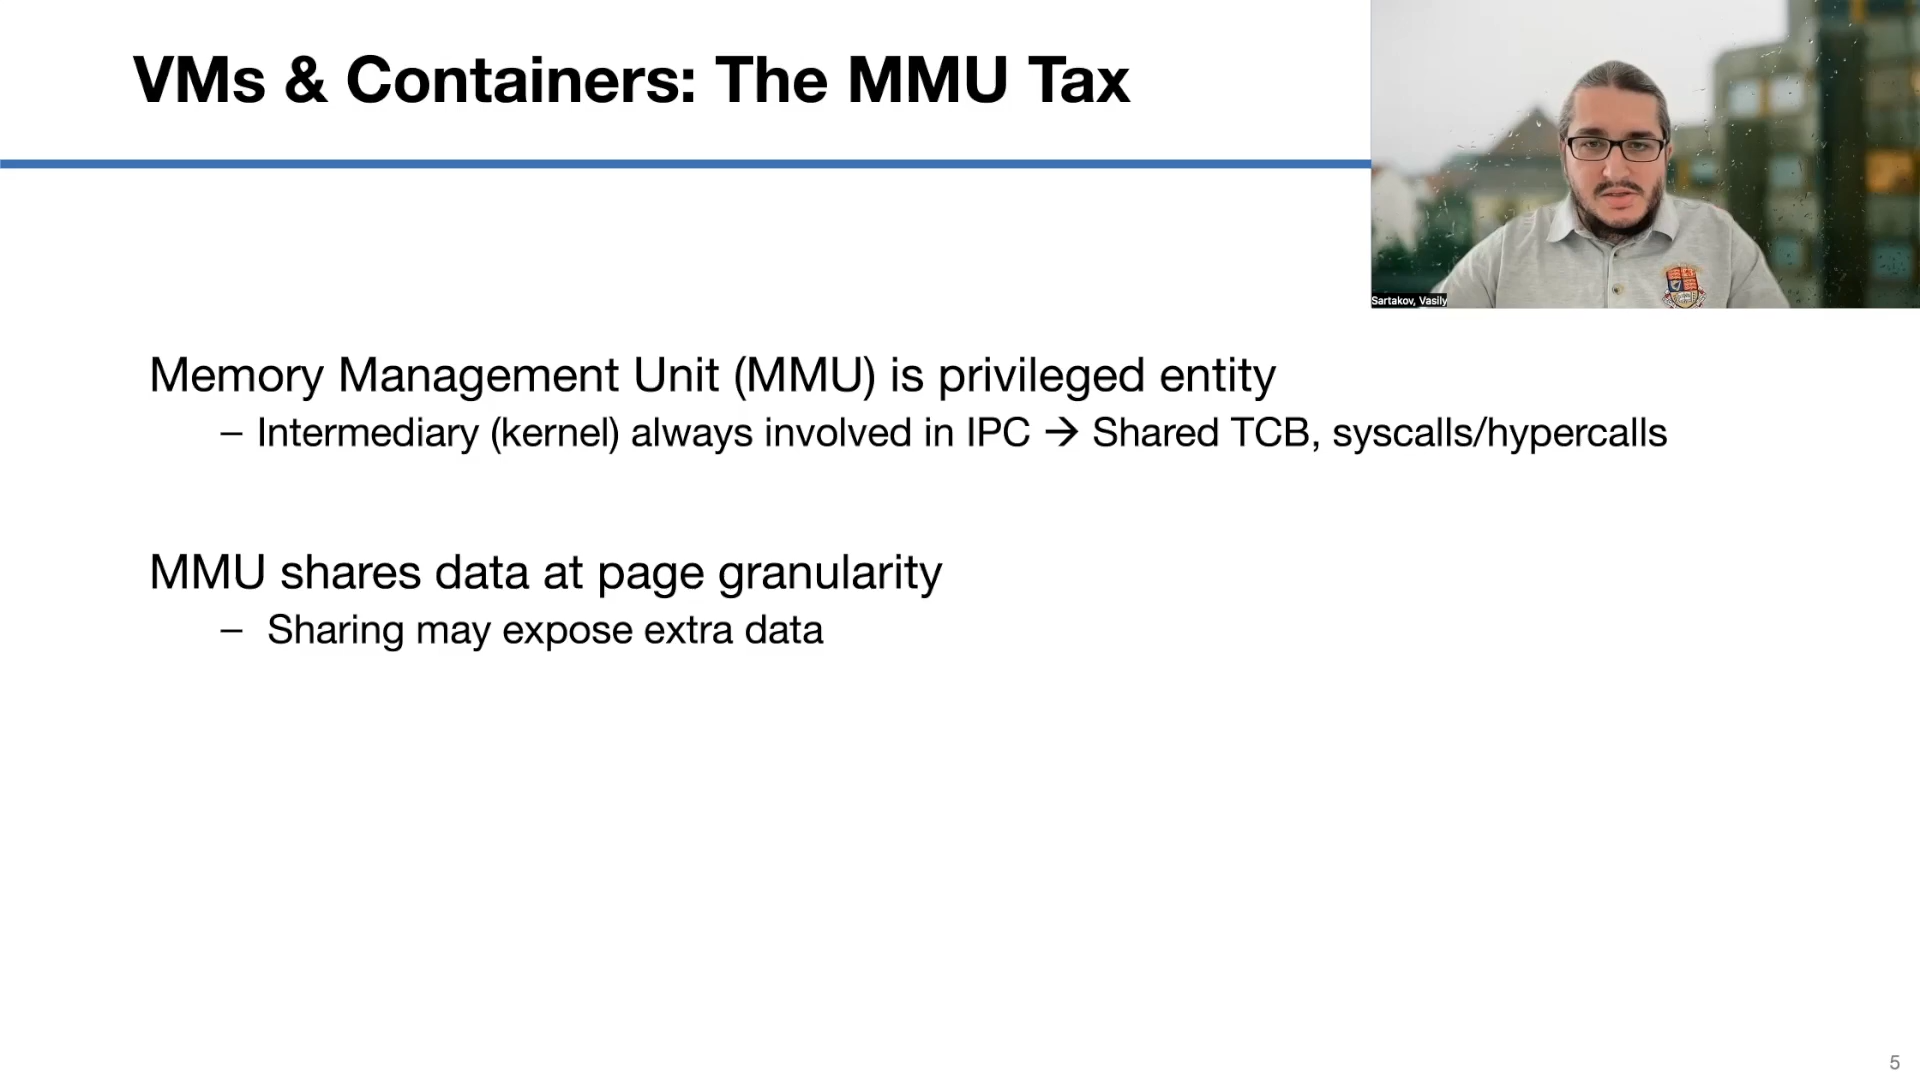 VMs & Containers: The MMU Tax
Sartakov, Vasily
Memory Management Unit (MMU) is privileged entity
– Intermediary (kernel) always involved in IPC → Shared TCB, syscalls/hypercalls
MMU shares data at page granularity
– Sharing may expose extra data
5